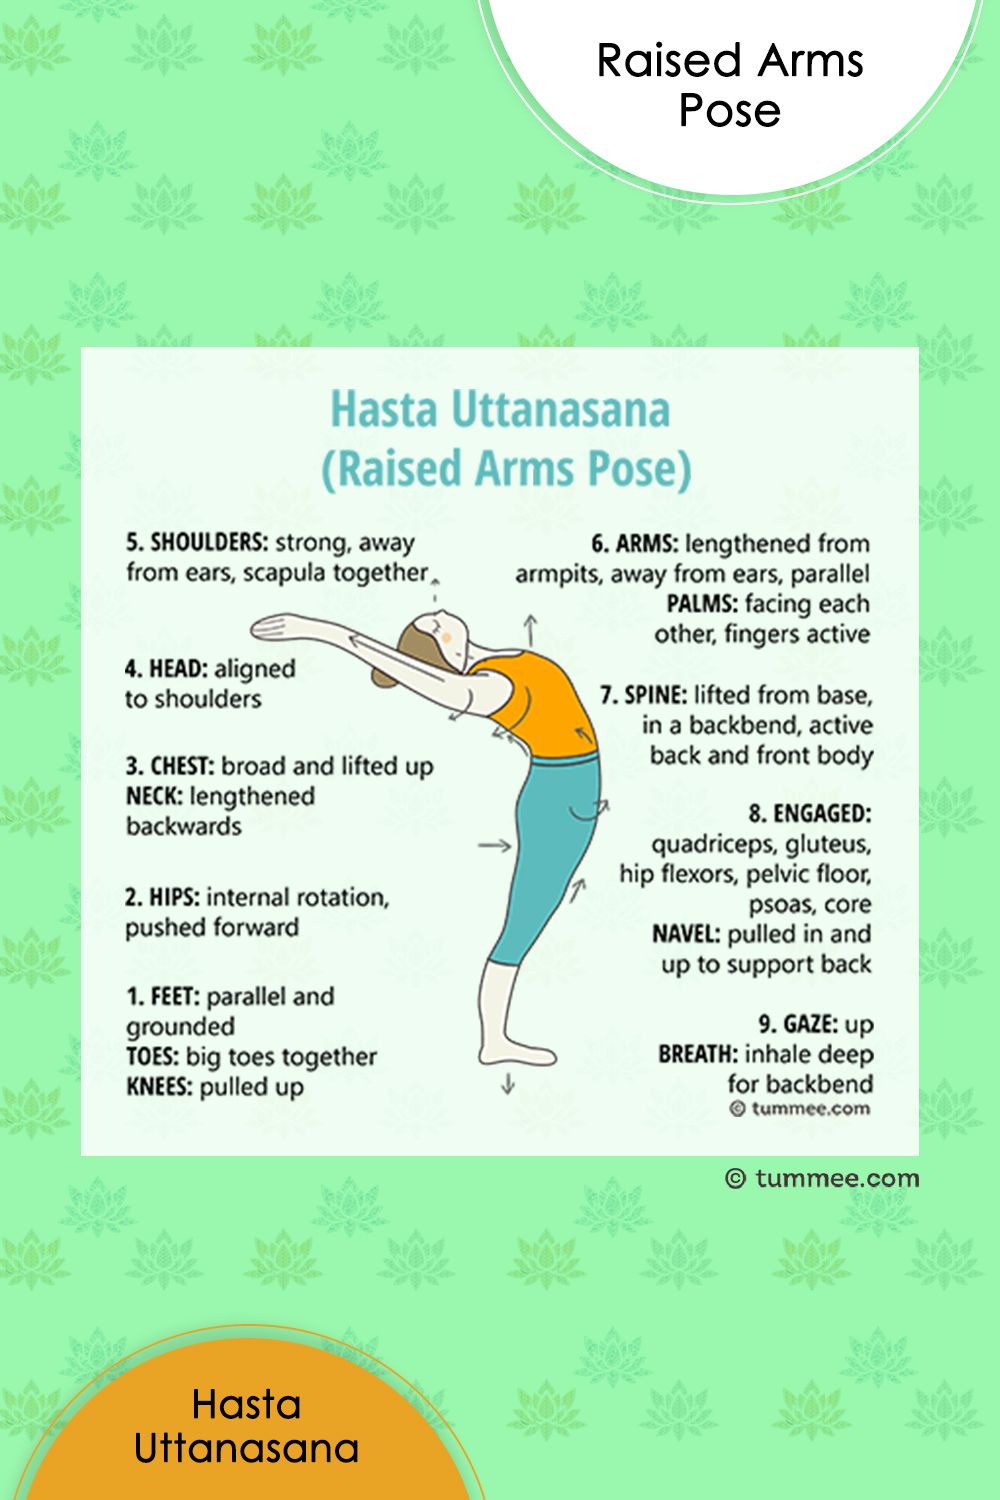 Raised Arms
Pose
Hasta Uttanasana
(Raised Arms Pose)
5. SHOULDERS: strong, away
from ears, scapula together
4. HEAD: aligned
to shoulders
3. CHEST: broad and lifted up
NECK: lengthened
backwards
2. HIPS: internal rotation,
pushed forward
1. FEET: parallel and
grounded
TOES: big toes together
KNEES: pulled up
6. ARMS: lengthened from
armpits, away from ears, parallel
PALMS: facing each
other, fingers active
7. SPINE: lifted from base,
in a backbend, active
back and front body
8. ENGAGED:
quadriceps, gluteus,
hip flexors, pelvic floor,
psoas, core
NAVEL: pulled in and
up to support back
9. GAZE: up
BREATH: inhale deep
for backbend
© tummee.com
© tummee.com
Hasta
Uttanasana